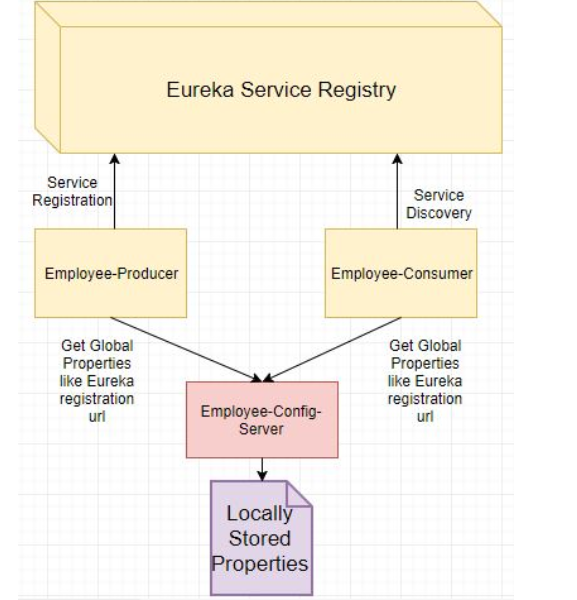 Eureka Service Registry
Service
Registration
Service
Discovery
Employee-Producer
Employee-Consumer
Get Global
Properties
like Eureka
registration
url
Get Global
Properties
like Eureka
registration
url
Employee-Config-
Server
Locally
Stored
Properties